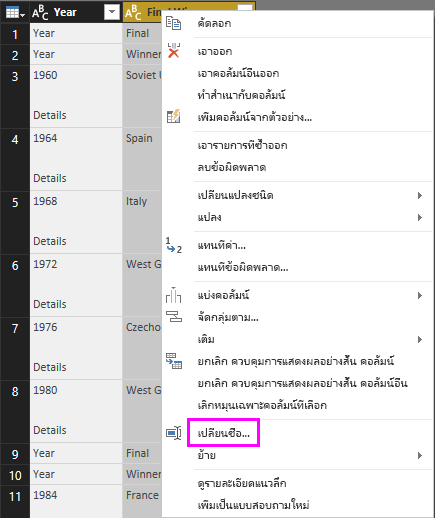 Year
Final
คัดลอก
1 Year Final
2 Year Winner
เอาออก
3 1960 Soviet
เอาคอลัมน์อื่นออก
ทำสำเนากับคอลัมน์
Details
เพิ่มคอลัมน์จากตัวอย่าง...
4 1964 Spain
เอารายการที่ซ้ำออก
ลบข้อผิดพลาด
Details
5 1968 Italy
เปลี่ยนแปลงชนิด
แปลง
Details
แทนที่ค่า...
6 1972 West G
แทนที่ข้อผิดพลาด...
Details
แบ่งคอลัมน์
จัดกลุ่มตาม...
7 1976 Czecho
เติม
Details
ยกเลิก ควบคุมการแสดงผลอย่างสั้น คอลัมน์
ยกเลิก ควบคุมการแสดงผลอย่างสั้น คอลัมน์อื่น
8 1980 West G
เลิกหมุนเฉพาะคอลัมน์ที่เลือก
Details
เปลี่ยนชื่อ...
9 Year Final
ย้าย
10 Year Winner
ดูรายละเอียดแนวลึก
11 1984 France
เพิ่มเป็นแบบสอบถามใหม่